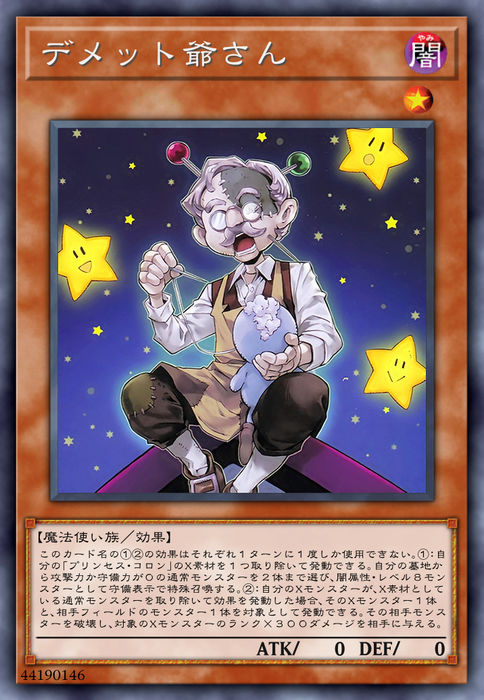 デメット爺さん
やみ
闇
【魔法使い族／効果】
このカード名の①②の効果はそれぞれ１ターンに１度しか使用できない。①：自
分の「プリンセス・コロン」のＸ素材を１つ取り除いて発動できる。自分の墓地か
ら攻撃力か守備力が０の通常モンスターを２体まで選び、闇属性・レベル８モン
スターとして守備表示で特殊召喚する。②：自分のＸモンスターが、Ｘ素材として
いる通常モンスターを取り除いて効果を発動した場合、そのＸモンスター１体
と、相手フィールドのモンスター１体を対象として発動できる。その相手モンスタ
ーを破壊し、対象のＸモンスターのランク×３００ダメージを相手に与える。
ATK/ 0 DEF/ 0
44190146